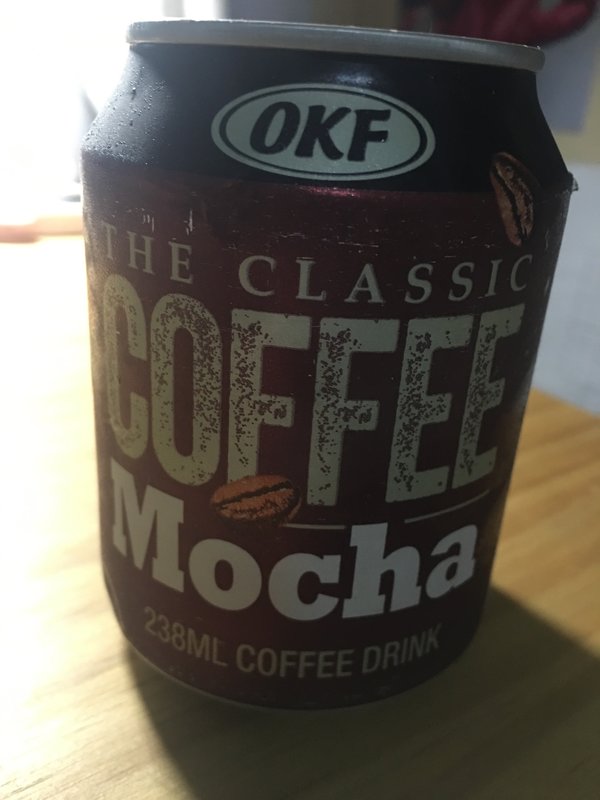 OKF
THE CLASSIC
COFFEE
Mocha
238ML COFFEE DRINK